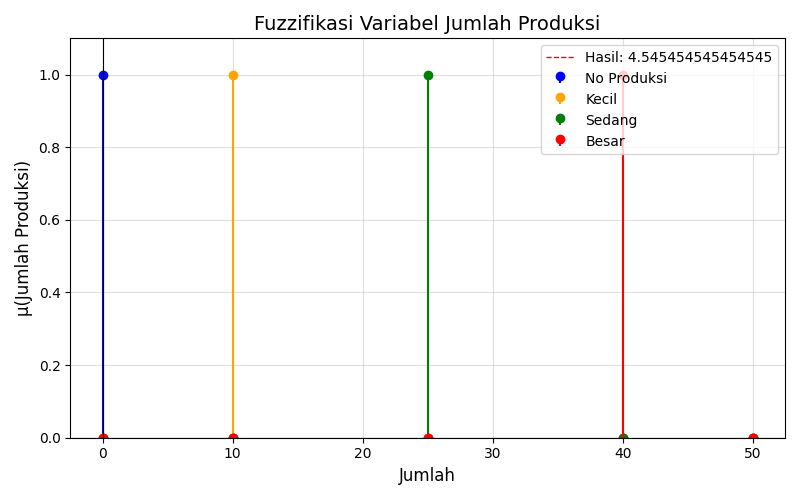 Fuzzifikasi Variabel Jumlah Produksi
Hasil: 4.545454545454545
No Produksi
Kecil
Sedang
Besar
μ(Jumlah Produksi)
1.0
0.8
0.6
0.4
0.2
0.0
0 10 20 30 40 50
Jumlah